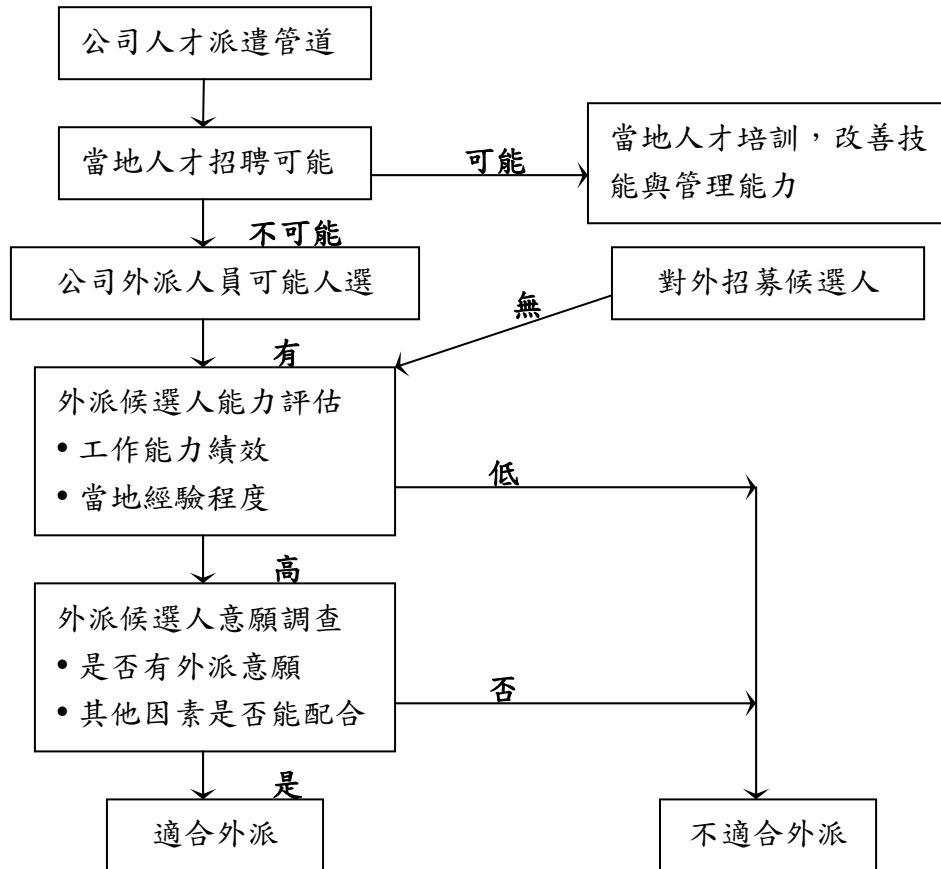 公司人才派遣管道
當地人才招聘可能
可能
當地人才培訓，改善技
能與管理能力
不可能
公司外派人員可能人選
對外招募候選人
無
有
外派候選人能力評估
• 工作能力績效
• 當地經驗程度
低
高
外派候選人意願調查
• 是否有外派意願
• 其他因素是否能配合
否
是
適合外派
不適合外派